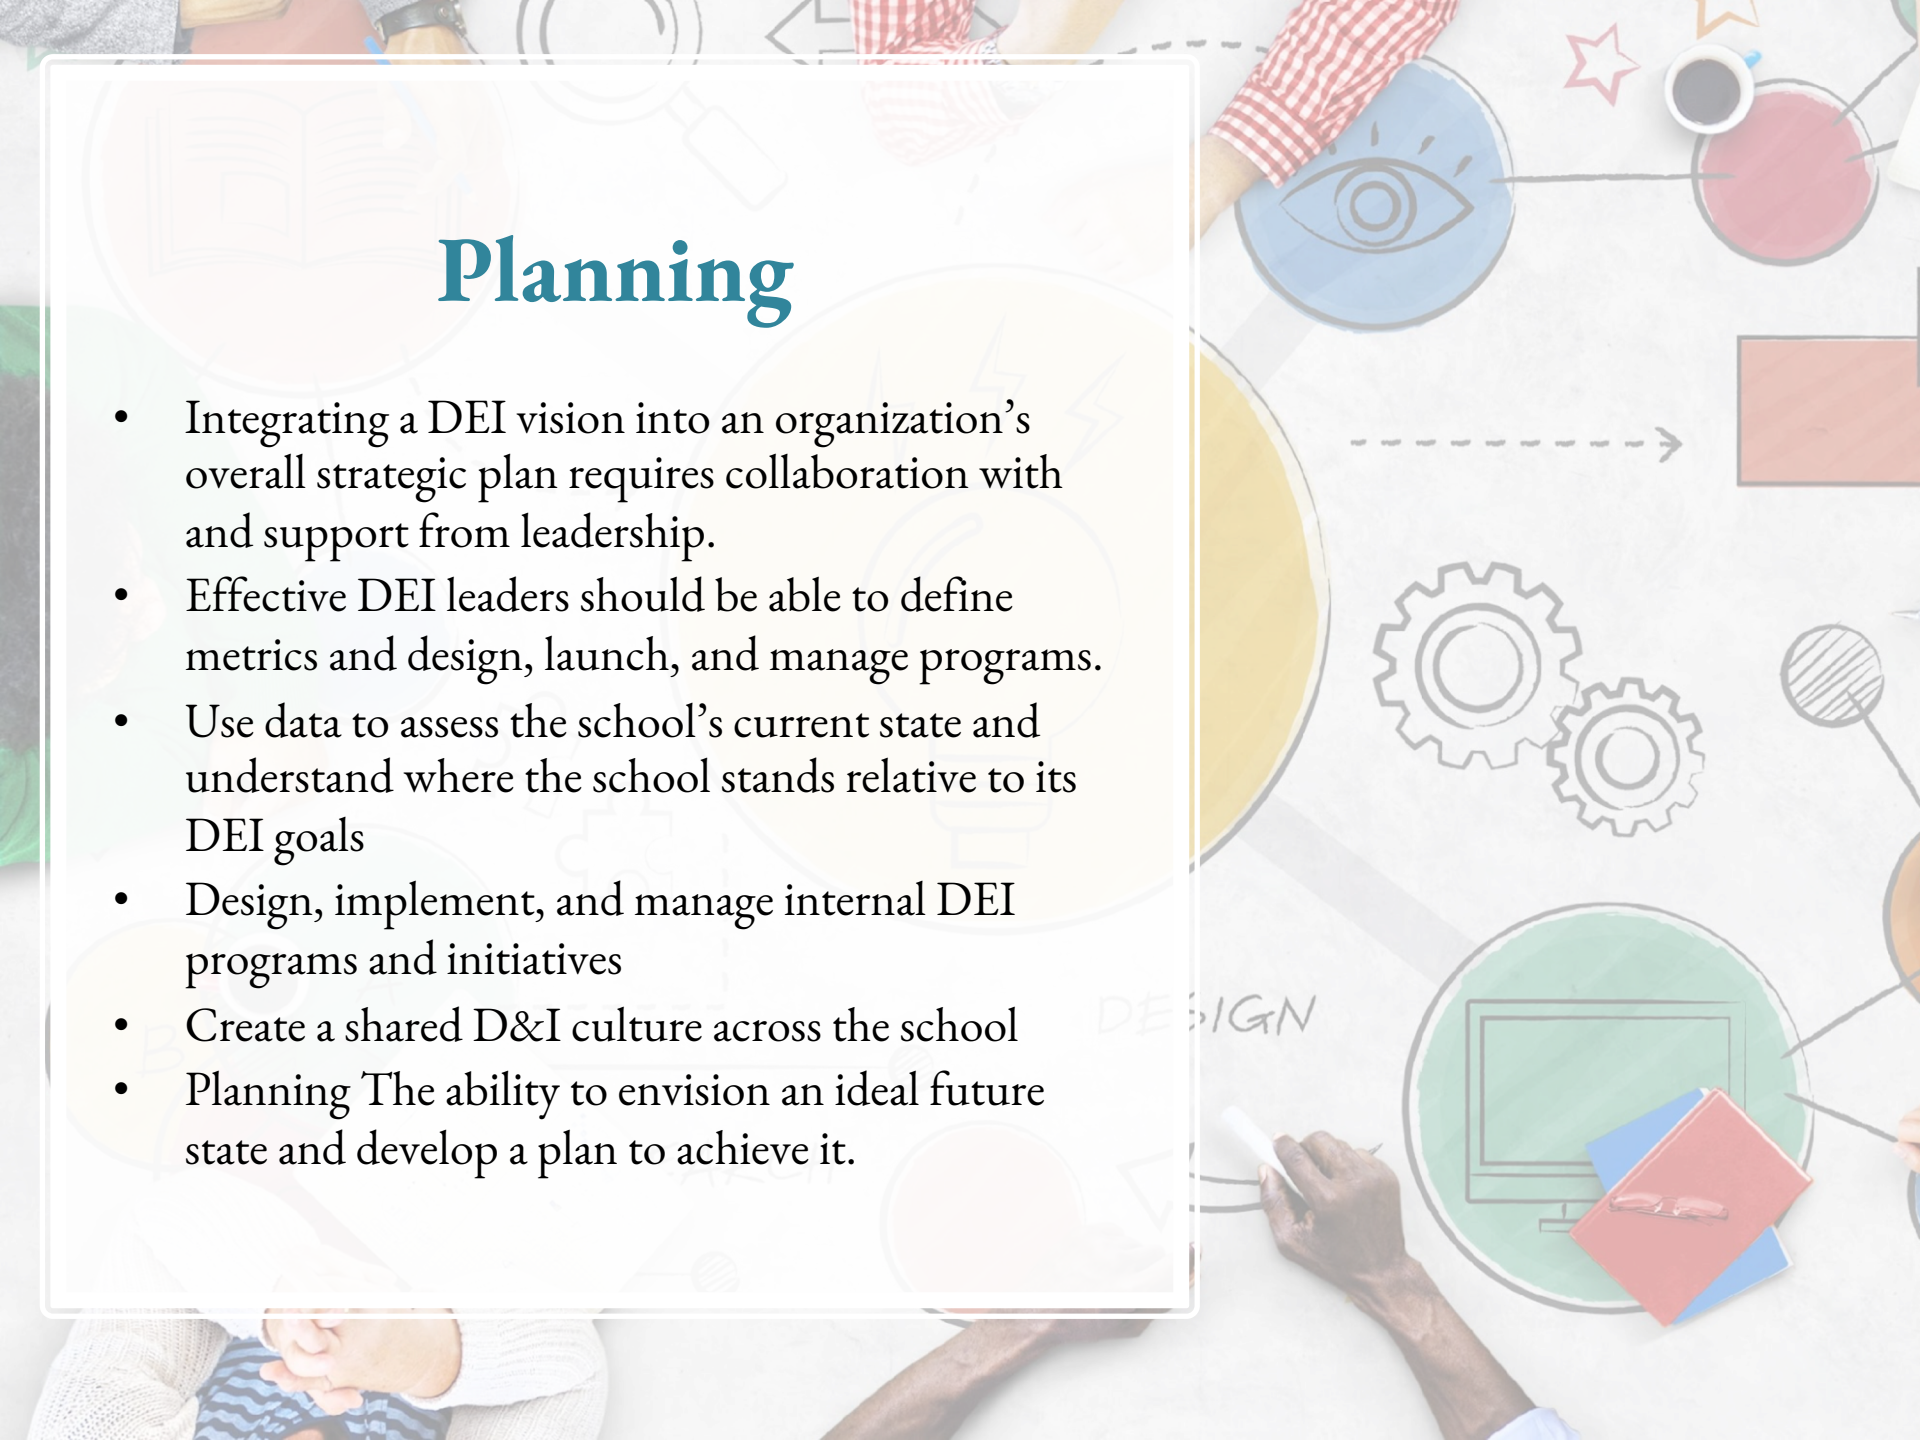 Planning
• Integrating a DEI vision into an organization’s
overall strategic plan requires collaboration with
and support from leadership.
• Effective DEI leaders should be able to define
metrics and design, launch, and manage programs.
• Use data to assess the school’s current state and
understand where the school stands relative to its
DEI goals
• Design, implement, and manage internal DEI
programs and initiatives
• Create a shared D&I culture across the school
• Planning The ability to envision an ideal future
state and develop a plan to achieve it.
DESIGN